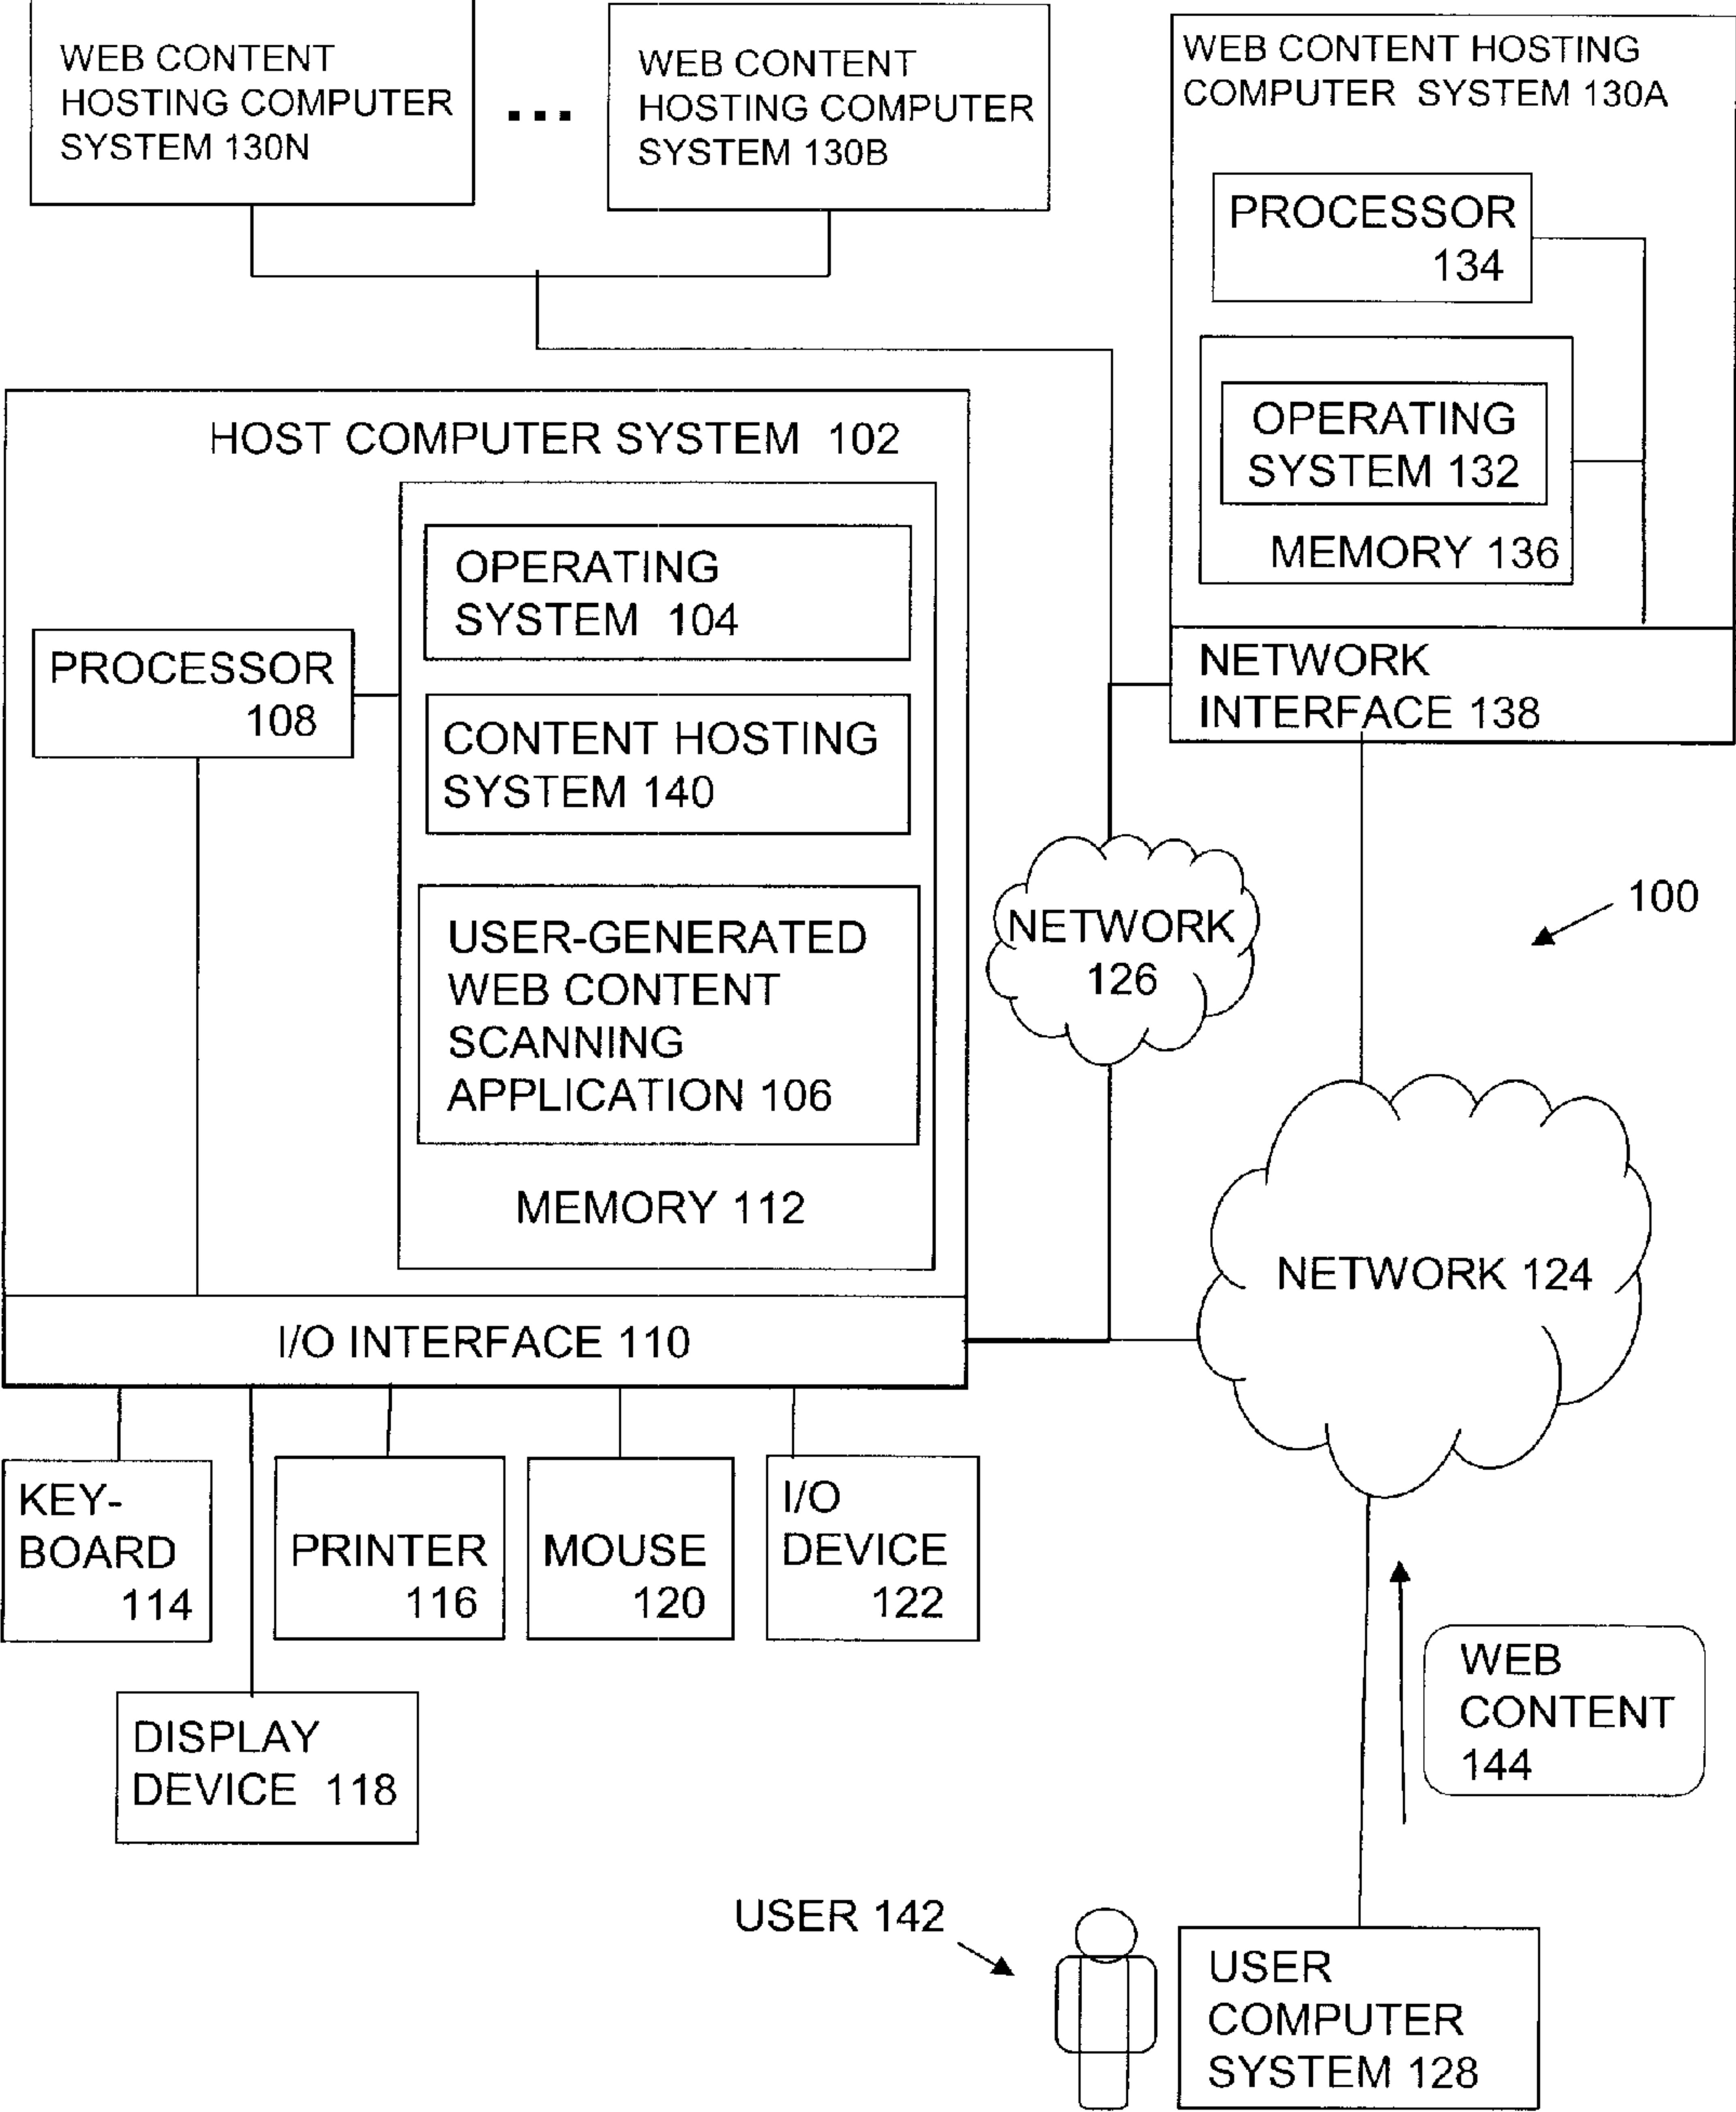 WEB CONTENT
HOSTING COMPUTER
SYSTEM 130N
...
WEB CONTENT
HOSTING COMPUTER
SYSTEM 130B
WEB CONTENT HOSTING
COMPUTER SYSTEM 130A
PROCESSOR
134
OPERATING
SYSTEM 132
MEMORY 136
NETWORK
INTERFACE 138
HOST COMPUTER SYSTEM 102
OPERATING
SYSTEM 104
PROCESSOR
108
CONTENT HOSTING
SYSTEM 140
USER-GENERATED
WEB CONTENT
SCANNING
APPLICATION 106
MEMORY 112
I/O INTERFACE 110
NETWORK
126
100
NETWORK 124
KEY-
BOARD
114
PRINTER
116
MOUSE
120
I/O
DEVICE
122
DISPLAY
DEVICE 118
WEB
CONTENT
144
USER 142
USER
COMPUTER
SYSTEM 128